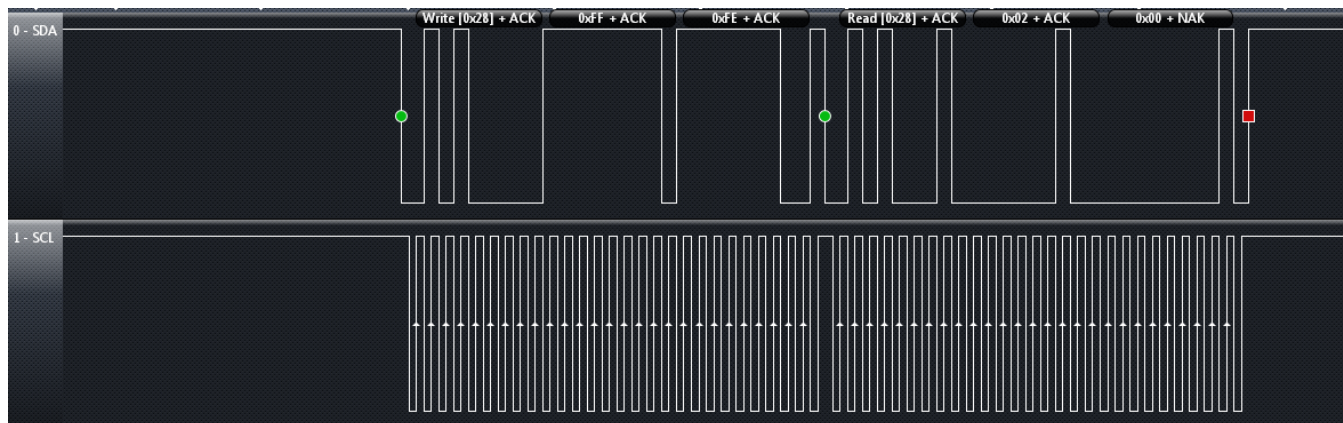 Write [0x28] + ACK 0xFF + ACK 0xFE + ACK Read [0x28] + ACK 0x02 + ACK 0x00 + NAK
0 - SDA
1 - SCL